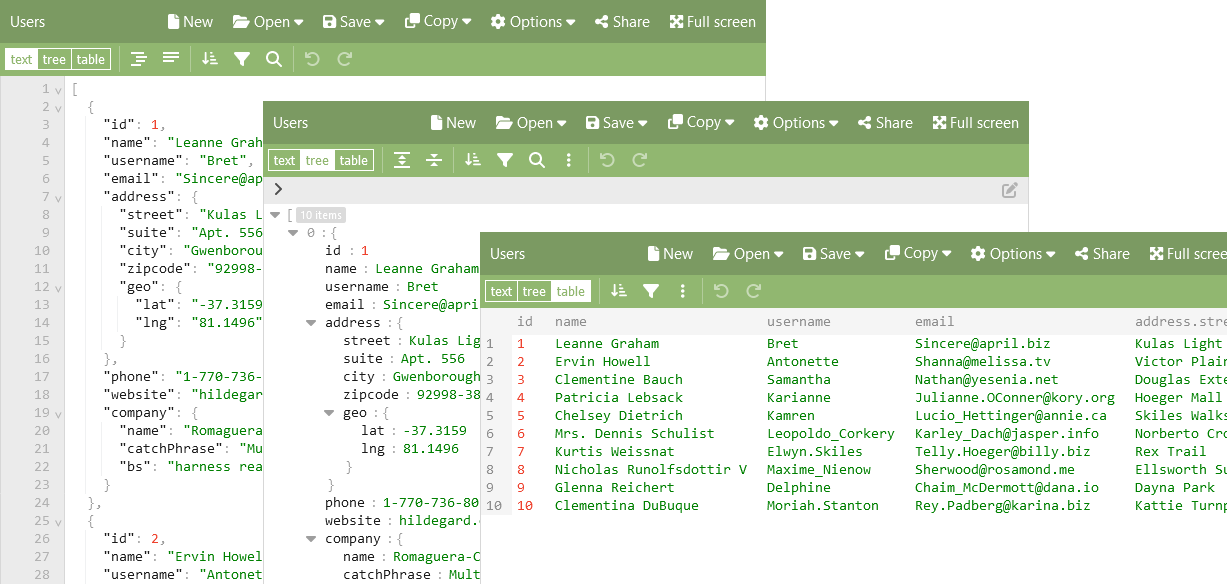 Users New Open Save Copy Options Share Full screen
text tree table
1 [
2 {
3 "id": 1,
4 "name": "Leanne Grah
5 "username": "Bret",
6 "email": "Sincere@ap
7 "address": {
8 "street": "Kulas L
9 "suite": "Apt. 556
10 "city": "Gwenborou
11 "zipcode": "92998-
12 "geo": {
13 "lat": "-37.3159
14 "lng": "81.1496"
15 }
16 },
17 "phone": "1-770-736-
18 "website": "hildegar
19 "company": {
20 "name": "Romaguera
21 "catchPhrase": "Mu
22 "bs": "harness rea
23 }
24 },
25 {
26 "id": 2,
27 "name": "Ervin Howel
28 "username": "Antonet
Users New Open Save Copy Options Share Full screen
text tree table
[ 10 items
0 : {
id : 1
name : Leanne Graham
username : Bret
email : Sincere@apri
address : {
street : Kulas Lig
suite : Apt. 556
city : Gwenborough
zipcode : 92998-38
geo : {
lat : -37.3159
lng : 81.1496
}
}
phone : 1-770-736-80
website : hildegard.
company : {
name : Romaguera-C
catchPhrase : Mult
Users New Open Save Copy Options Share Full scree
text tree table
id name username email address.stre
1 1 Leanne Graham Bret Sincere@april.biz Kulas Light
2 2 Ervin Howell Antonette Shanna@melissa.tv Victor Plain
3 3 Clementine Bauch Samantha Nathan@yesenia.net Douglas Exte
4 4 Patricia Lebsack Karianne Julianne.OConner@kory.org Hoeger Mall
5 5 Chelsey Dietrich Kamren Lucio_Hettinger@annie.ca Skiles Walks
6 6 Mrs. Dennis Schulist Leopoldo_Corkery Karley_Dach@jasper.info Norberto Cro
7 7 Kurtis Weissnat Elwyn.Skiles Telly.Hoeger@billy.biz Rex Trail
8 8 Nicholas Runolfsdottir V Maxime_Nienow Sherwood@rosamond.me Ellsworth Su
9 9 Glenna Reichert Delphine Chaim_McDermott@dana.io Dayna Park
10 10 Clementina DuBuque Moriah.Stanton Rey.Padberg@karina.biz Kattie Turnp